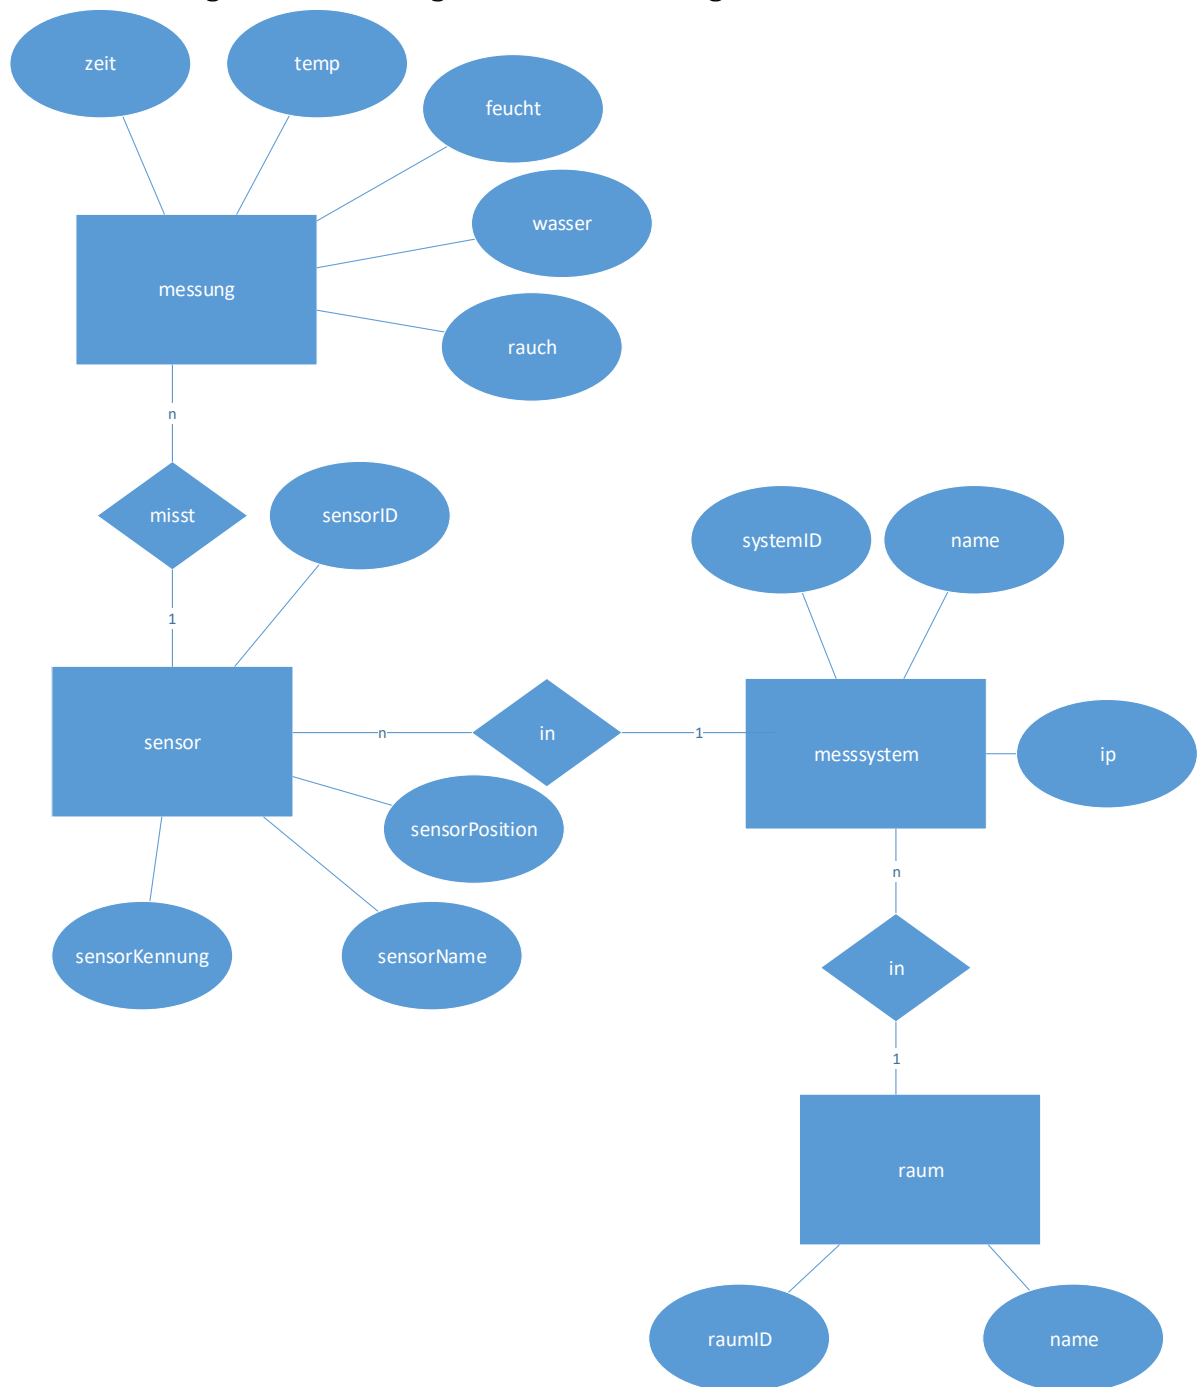 zeit
temp
feucht
wasser
messung
rauch
n
misst
sensorID
systemID
name
1
sensor
n
in
1
messsystem
ip
sensorPosition
n
sensorKennung
sensorName
in
1
raum
raumID
name